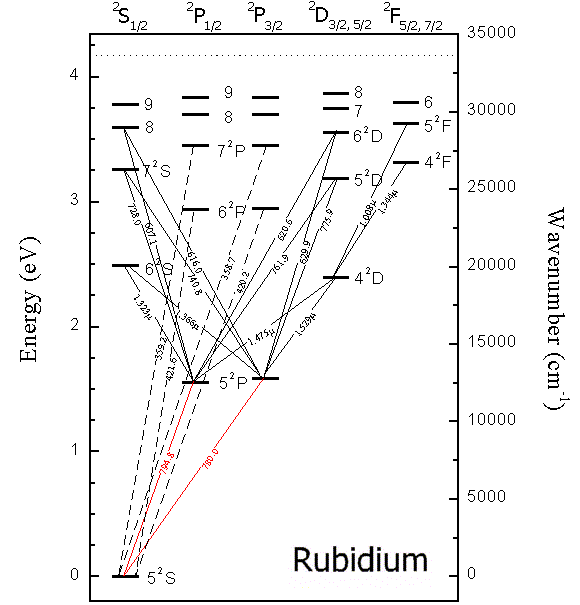 ²S1/2 ²P1/2 ²P3/2 ²D3/2, 5/2 ²F5/2, 7/2
35000
4
9 9 8 6
30000
8 8 7 5²F
6²D
7²S 7²P 5²D 4²F
25000
3
6²P
728.0 607.1 616.0 740.8 358.7 420.2 620.6 761.9 629.9 775.9 1.008μ 1.344μ
6²S 4²D
20000
Energy (eV)
Wavenumber (cm-1)
2
1.323μ 1.366μ 1.475μ 1.529μ
15000
359.2 421.6
5²P
1
10000
794.8 780.0
5000
Rubidium
0 5²S 0